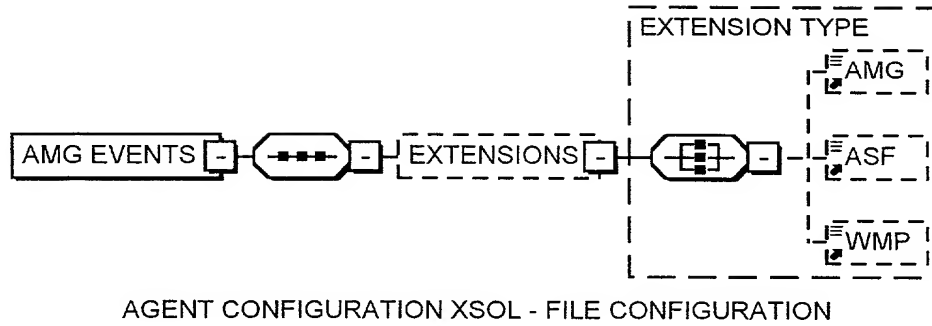 EXTENSION TYPE
AMG
AMG EVENTS
EXTENSIONS
ASF
WMP
AGENT CONFIGURATION XSOL - FILE CONFIGURATION